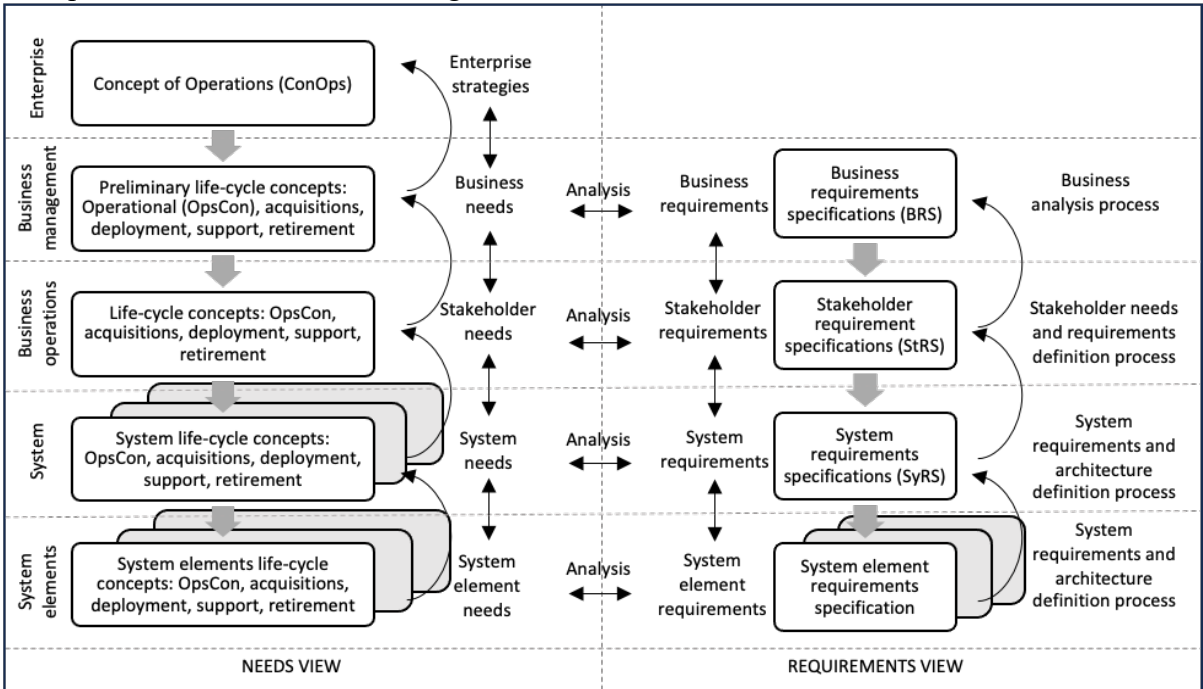 Enterprise
Concept of Operations (ConOps)
Enterprise
strategies
Business
management
Preliminary life-cycle concepts:
Operational (OpsCon), acquisitions,
deployment, support, retirement
Business
needs
Analysis
Business
requirements
Business
requirements
specifications (BRS)
Business
analysis process
Business
operations
Life-cycle concepts: OpsCon,
acquisitions, deployment, support,
retirement
Stakeholder
needs
Analysis
Stakeholder
requirements
Stakeholder
requirement
specifications (StRS)
Stakeholder needs
and requirements
definition process
System
System life-cycle concepts:
OpsCon, acquisitions, deployment,
support, retirement
System
needs
Analysis
System
requirements
System
requirements
specifications (SyRS)
System
requirements and
architecture
definition process
System
elements
System elements life-cycle
concepts: OpsCon, acquisitions,
deployment, support, retirement
System
element
needs
Analysis
System
element
requirements
System element
requirements
specification
System
requirements and
architecture
definition process
NEEDS VIEW
REQUIREMENTS VIEW